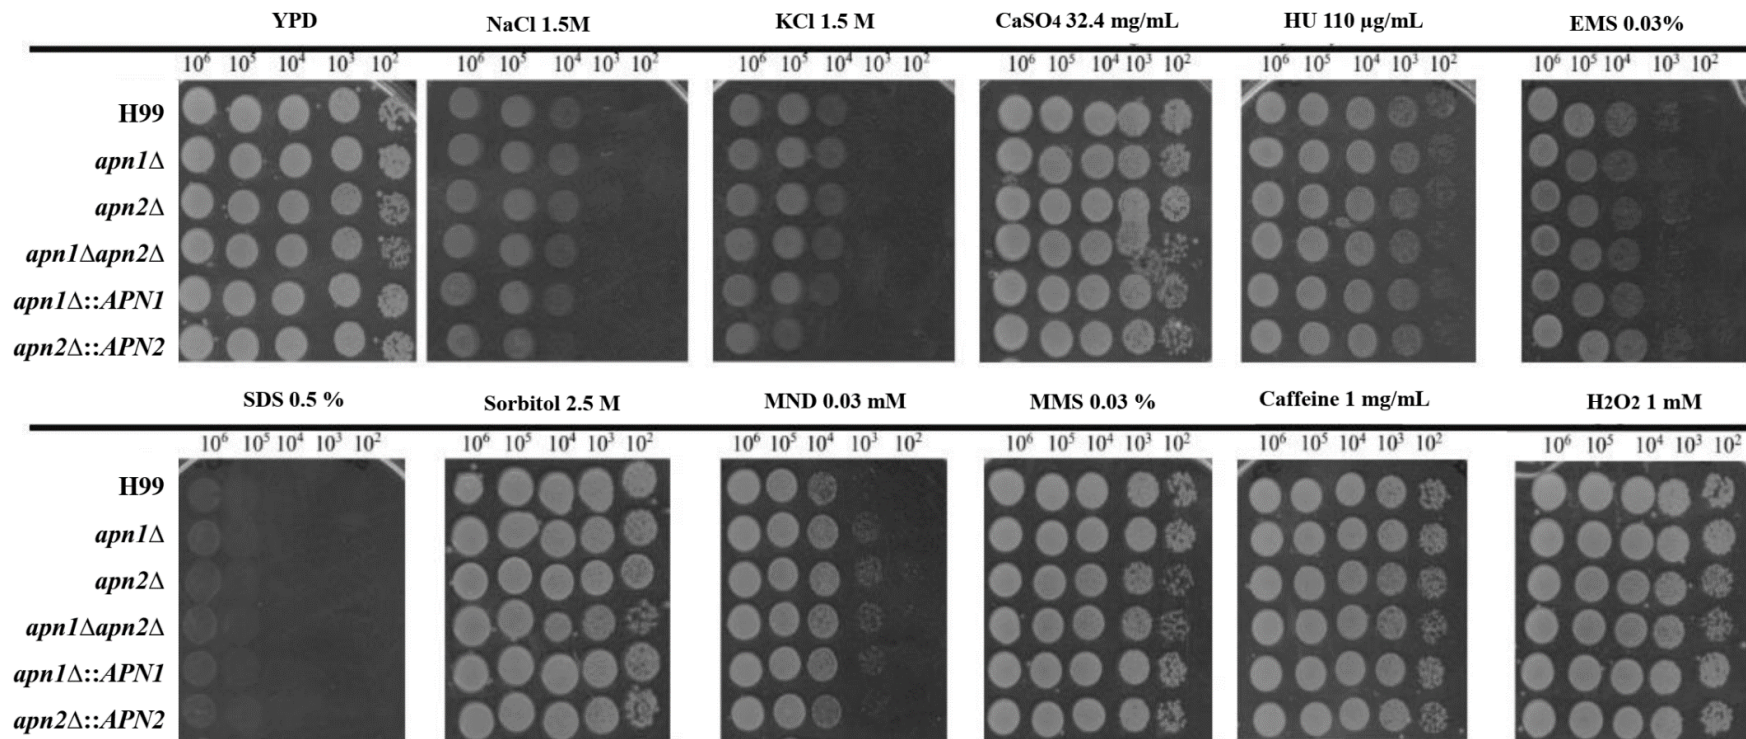 YPD NaCl 1.5M KCl 1.5 M CaSO4 32.4 mg/mL HU 110 µg/mL EMS 0.03%
10⁶ 10⁵ 10⁴ 10³ 10² 10⁶ 10⁵ 10⁴ 10³ 10² 10⁶ 10⁵ 10⁴ 10³ 10² 10⁶ 10⁵ 10⁴ 10³ 10² 10⁶ 10⁵ 10⁴ 10³ 10² 10⁶ 10⁵ 10⁴ 10³ 10²
H99
apn1Δ
apn2Δ
apn1Δapn2Δ
apn1Δ::APN1
apn2Δ::APN2
SDS 0.5 % Sorbitol 2.5 M MND 0.03 mM MMS 0.03 % Caffeine 1 mg/mL H2O2 1 mM
10⁶ 10⁵ 10⁴ 10³ 10² 10⁶ 10⁵ 10⁴ 10³ 10² 10⁶ 10⁵ 10⁴ 10³ 10² 10⁶ 10⁵ 10⁴ 10³ 10² 10⁶ 10⁵ 10⁴ 10³ 10² 10⁶ 10⁵ 10⁴ 10³ 10²
H99
apn1Δ
apn2Δ
apn1Δapn2Δ
apn1Δ::APN1
apn2Δ::APN2